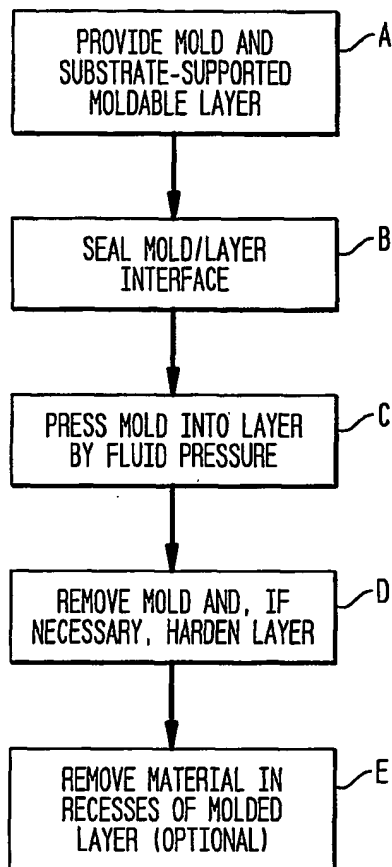 A
PROVIDE MOLD AND
SUBSTRATE-SUPPORTED
MOLDABLE LAYER
B
SEAL MOLD/LAYER
INTERFACE
C
PRESS MOLD INTO LAYER
BY FLUID PRESSURE
D
REMOVE MOLD AND, IF
NECESSARY, HARDEN LAYER
E
REMOVE MATERIAL IN
RECESSES OF MOLDED
LAYER (OPTIONAL)